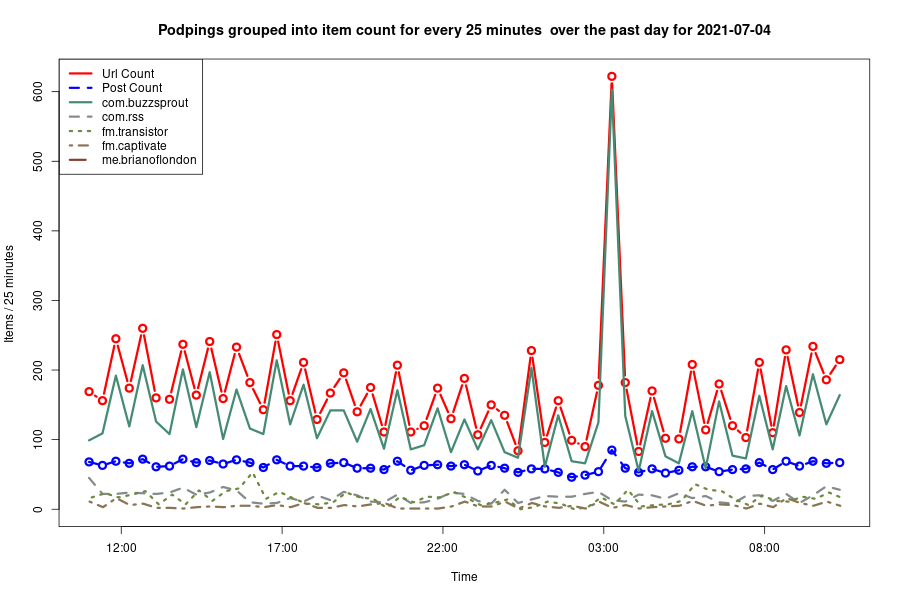 Podpings grouped into item count for every 25 minutes  over the past day for 2021-07-04
Url Count
Post Count
com.buzzsprout
com.rss
fm.transistor
fm.captivate
me.brianoflondon
Items / 25 minutes
600
500
400
300
200
100
0
12:00
17:00
22:00
03:00
08:00
Time